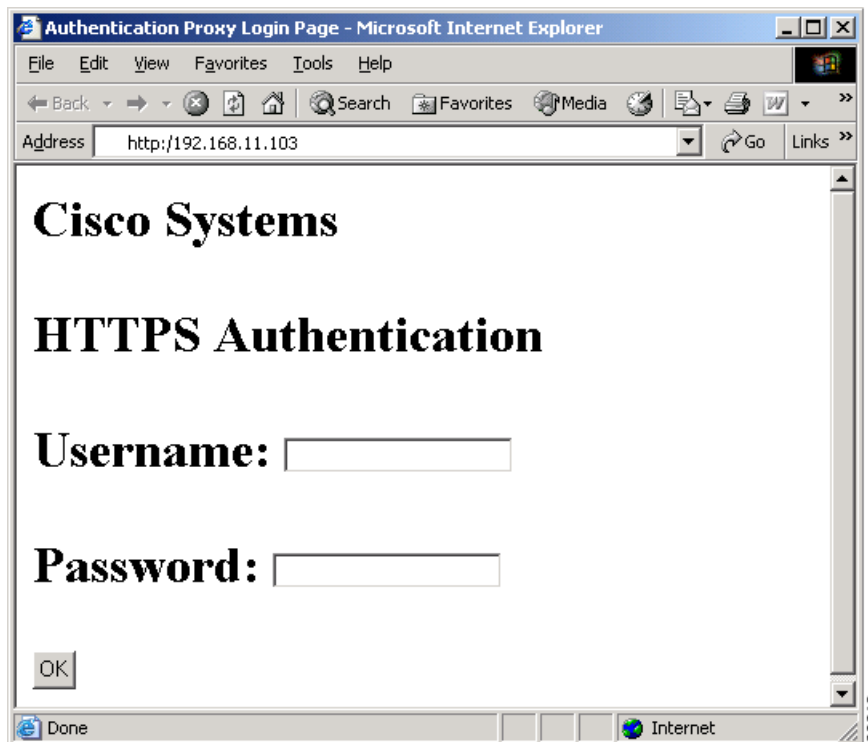 Authentication Proxy Login Page - Microsoft Internet Explorer
File Edit View Favorites Tools Help
Back Search Favorites Media W »
Address http:/192.168.11.103 Go Links »
Cisco Systems
HTTPS Authentication
Username:
Password:
OK
Done Internet